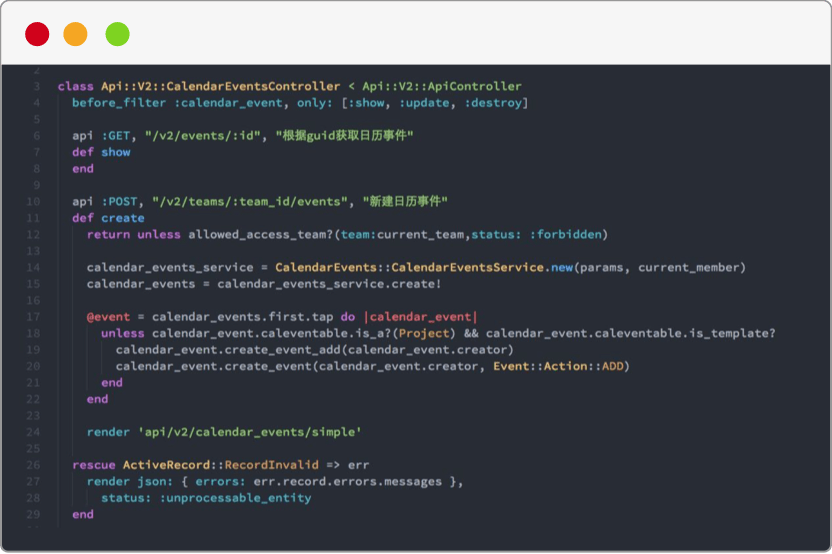 2
3 class Api::V2::CalendarEventsController < Api::V2::ApiController
4 before_filter :calendar_event, only: [:show, :update, :destroy]
5
6 api :GET, "/v2/events/:id", "根据guid获取日历事件"
7 def show
8 end
9
10 api :POST, "/v2/teams/:team_id/events", "新建日历事件"
11 def create
12 return unless allowed_access_team?(team:current_team,status: :forbidden)
13
14 calendar_events_service = CalendarEvents::CalendarEventsService.new(params, current_member)
15 calendar_events = calendar_events_service.create!
16
17 @event = calendar_events.first.tap do |calendar_event|
18 unless calendar_event.caleventable.is_a?(Project) && calendar_event.caleventable.is_template?
19 calendar_event.create_event_add(calendar_event.creator)
20 calendar_event.create_event(calendar_event.creator, Event::Action::ADD)
21 end
22 end
23
24 render 'api/v2/calendar_events/simple'
25
26 rescue ActiveRecord::RecordInvalid => err
27 render json: { errors: err.record.errors.messages },
28 status: :unprocessable_entity
29 end